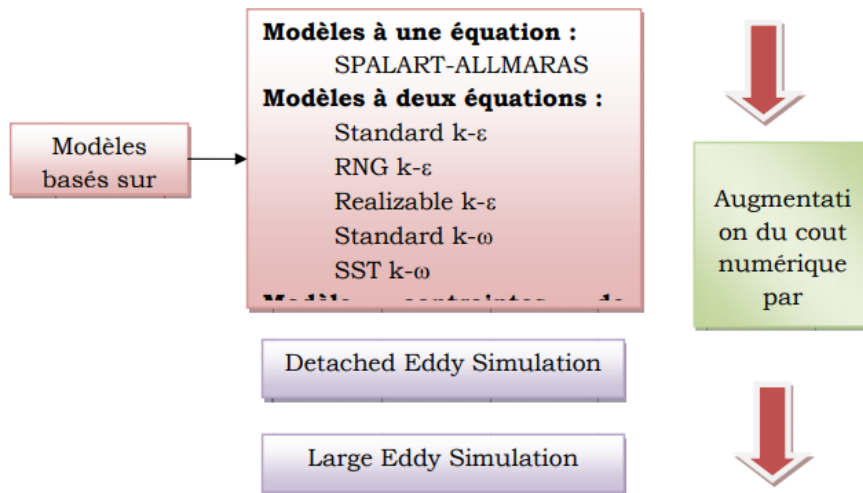 Modèles à une équation :
SPALART-ALLMARAS
Modèles à deux équations :
Standard k-ε
RNG k-ε
Realizable k-ε
Standard k-ω
SST k-ω
Modèles
basés sur
Augmentati
on du cout
numérique
par
Detached Eddy Simulation
Large Eddy Simulation